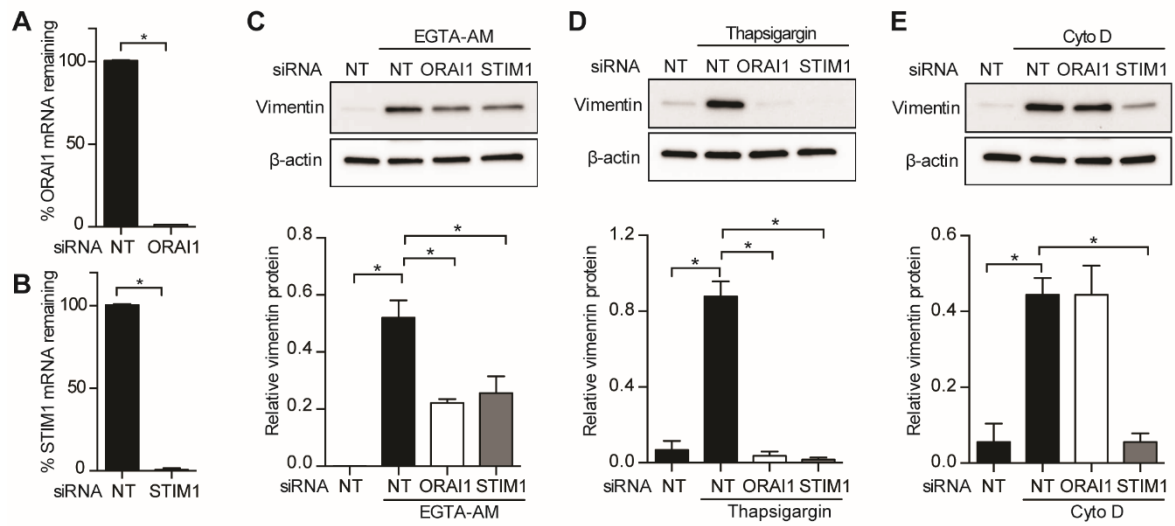 A
% ORAI1 mRNA remaining
100
50
0
*
siRNA NT ORAI1
B
% STIM1 mRNA remaining
100
50
0
*
siRNA NT STIM1
C
EGTA-AM
siRNA NT NT ORAI1 STIM1
Vimentin
β-actin
Relative vimentin protein
0.8
0.6
0.4
0.2
0.0
*
*
*
siRNA NT NT ORAI1 STIM1
EGTA-AM
D
Thapsigargin
siRNA NT NT ORAI1 STIM1
Vimentin
β-actin
Relative vimenrin protein
1.2
0.8
0.4
0.0
*
*
*
siRNA NT NT ORAI1 STIM1
Thapsigargin
E
Cyto D
siRNA NT NT ORAI1 STIM1
Vimentin
β-actin
Relative vimentin protein
0.6
0.4
0.2
0.0
*
*
siRNA NT NT ORAI1 STIM1
Cyto D